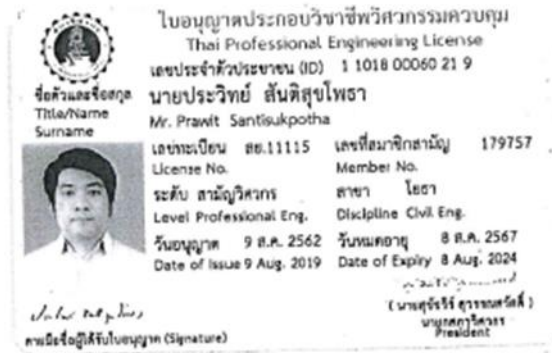 ใบอนุญาตประกอบวิชาชีพวิศวกรรมควบคุม
Thai Professional Engineering License
เลขประจำตัวประชาชน (ID) 1 1018 00060 21 9
ชื่อตัวและชื่อสกุล นายประวิทย์ สันติสุขโพธา
Title/Name Mr. Prawit Santisukpotha
Surname
เลขทะเบียน สย.11115 เลขที่สมาชิกสามัญ 179757
License No. Member No.
ระดับ สามัญวิศวกร สาขา โยธา
Level Professional Eng. Discipline Civil Eng.
วันอนุญาต 9 ส.ค. 2562 วันหมดอายุ 8 ส.ค. 2567
Date of Issue 9 Aug. 2019 Date of Expiry 8 Aug. 2024
นายกสภาวิศวกร
President
ลายมือชื่อผู้ได้รับใบอนุญาต (Signature)